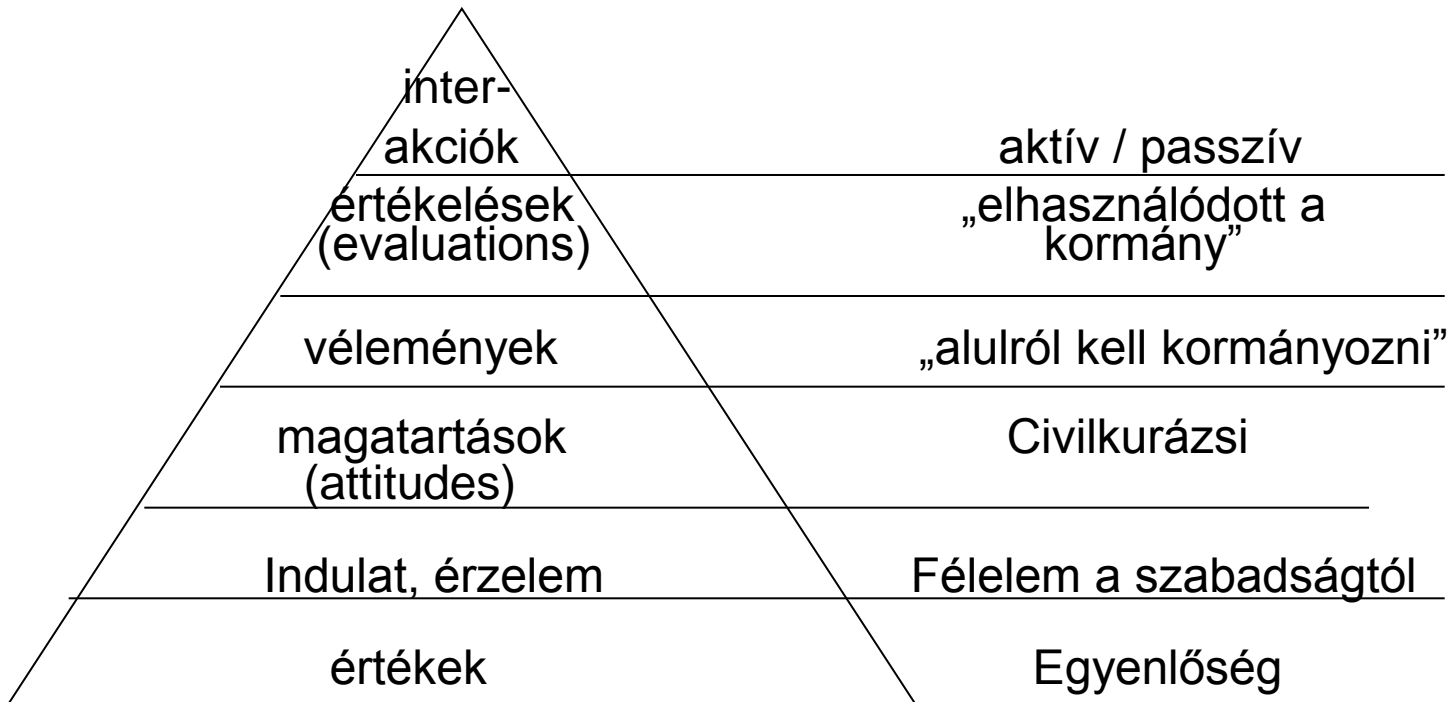 inter-
akciók
aktív / passzív
értékelések
(evaluations)
„elhasználódott a
kormány”
vélemények
„alulról kell kormányozni”
magatartások
(attitudes)
Civilkurázsi
Indulat, érzelem
Félelem a szabadságtól
értékek
Egyenlőség